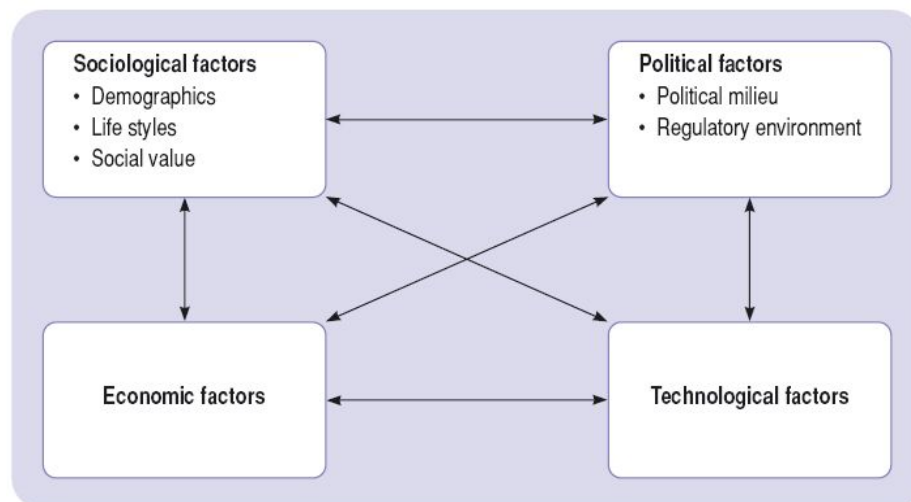 Sociological factors
• Demographics
• Life styles
• Social value
Political factors
• Political milieu
• Regulatory environment
Economic factors
Technological factors